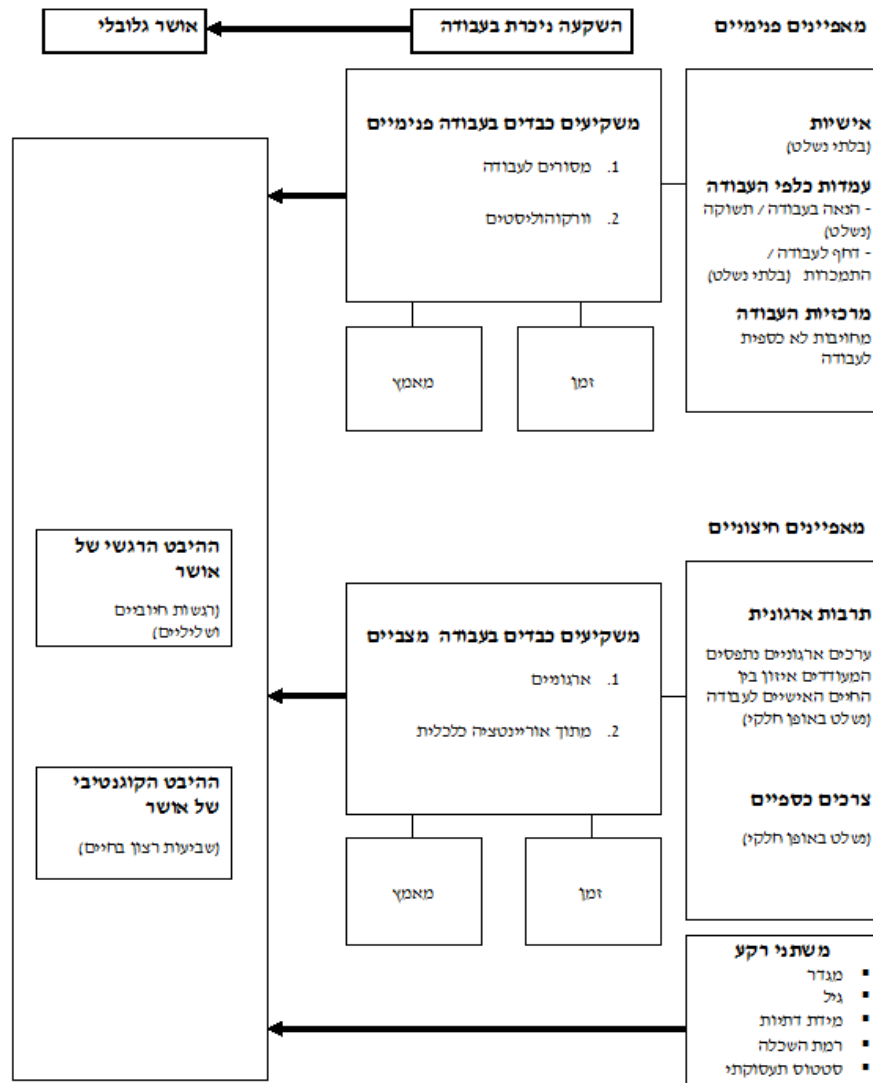 מאפיינים פנימיים
השקעה ניכרת בעבודה
אושר גלובלי
אישיות
(בלתי נשלט)
עמדות כלפי העבודה
- הנאה בעבודה / תשוקה
(נשלט)
- דחף לעבודה /
התמכרות (בלתי נשלט)
מרכזיות העבודה
מחויבות לא כספית
לעבודה
משקיעים כבדים בעבודה פנימיים
1. מסורים לעבודה
2. וורקוהוליסטים
זמן
מאמץ
מאפיינים חיצוניים
תרבות ארגונית
ערכים ארגוניים נתפסים
המעודדים איזון בין
החיים האישיים לעבודה
(נשלט באופן חלקי)
צרכים כספיים
(נשלט באופן חלקי)
משקיעים כבדים בעבודה מצביים
1. ארגוניים
2. מתוך אוריינטציה כלכלית
זמן
מאמץ
ההיבט הרגשי של
אושר
(רגשות חיוביים
ושליליים)
ההיבט הקוגנטיבי
של אושר
(שביעות רצון בחיים)
משתני רקע
▪ מגדר
▪ גיל
▪ מידת דתיות
▪ רמת השכלה
▪ סטטוס תעסוקתי